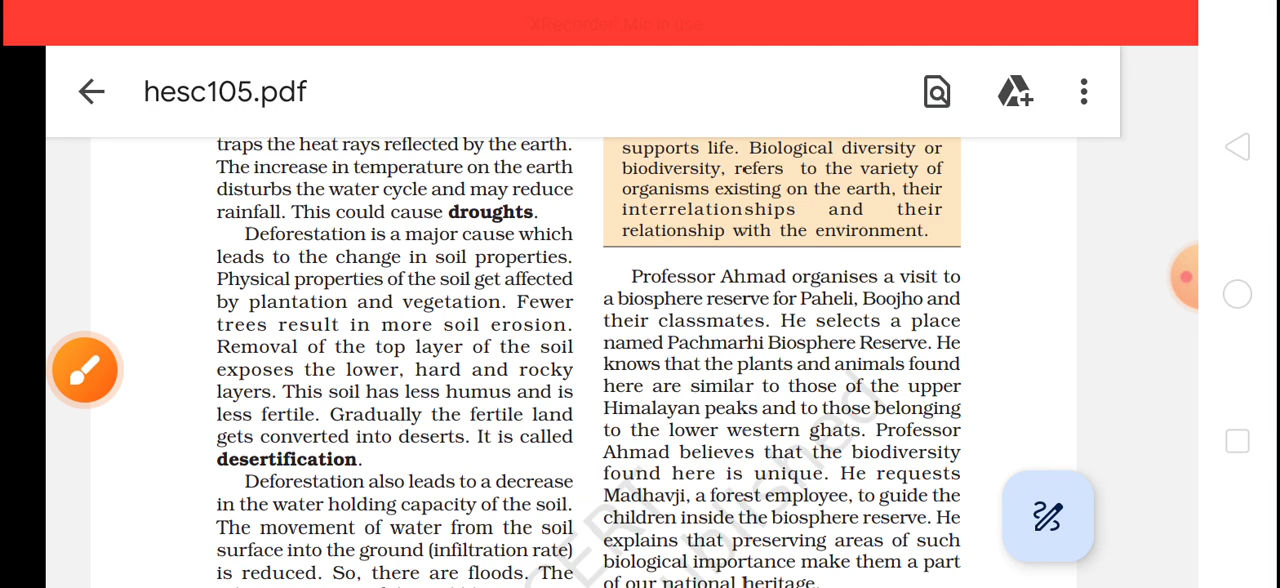 "XRecorder" Mic in use
hesc105.pdf
traps the heat rays reflected by the earth.
The increase in temperature on the earth
disturbs the water cycle and may reduce
rainfall. This could cause droughts.
Deforestation is a major cause which
leads to the change in soil properties.
Physical properties of the soil get affected
by plantation and vegetation. Fewer
trees result in more soil erosion.
Removal of the top layer of the soil
exposes the lower, hard and rocky
layers. This soil has less humus and is
less fertile. Gradually the fertile land
gets converted into deserts. It is called
desertification.
Deforestation also leads to a decrease
in the water holding capacity of the soil.
The movement of water from the soil
surface into the ground (infiltration rate)
is reduced. So, there are floods. The
supports life. Biological diversity or
biodiversity, refers to the variety of
organisms existing on the earth, their
interrelationships and their
relationship with the environment.
Professor Ahmad organises a visit to
a biosphere reserve for Paheli, Boojho and
their classmates. He selects a place
named Pachmarhi Biosphere Reserve. He
knows that the plants and animals found
here are similar to those of the upper
Himalayan peaks and to those belonging
to the lower western ghats. Professor
Ahmad believes that the biodiversity
found here is unique. He requests
Madhavji, a forest employee, to guide the
children inside the biosphere reserve. He
explains that preserving areas of such
biological importance make them a part
of our national heritage.